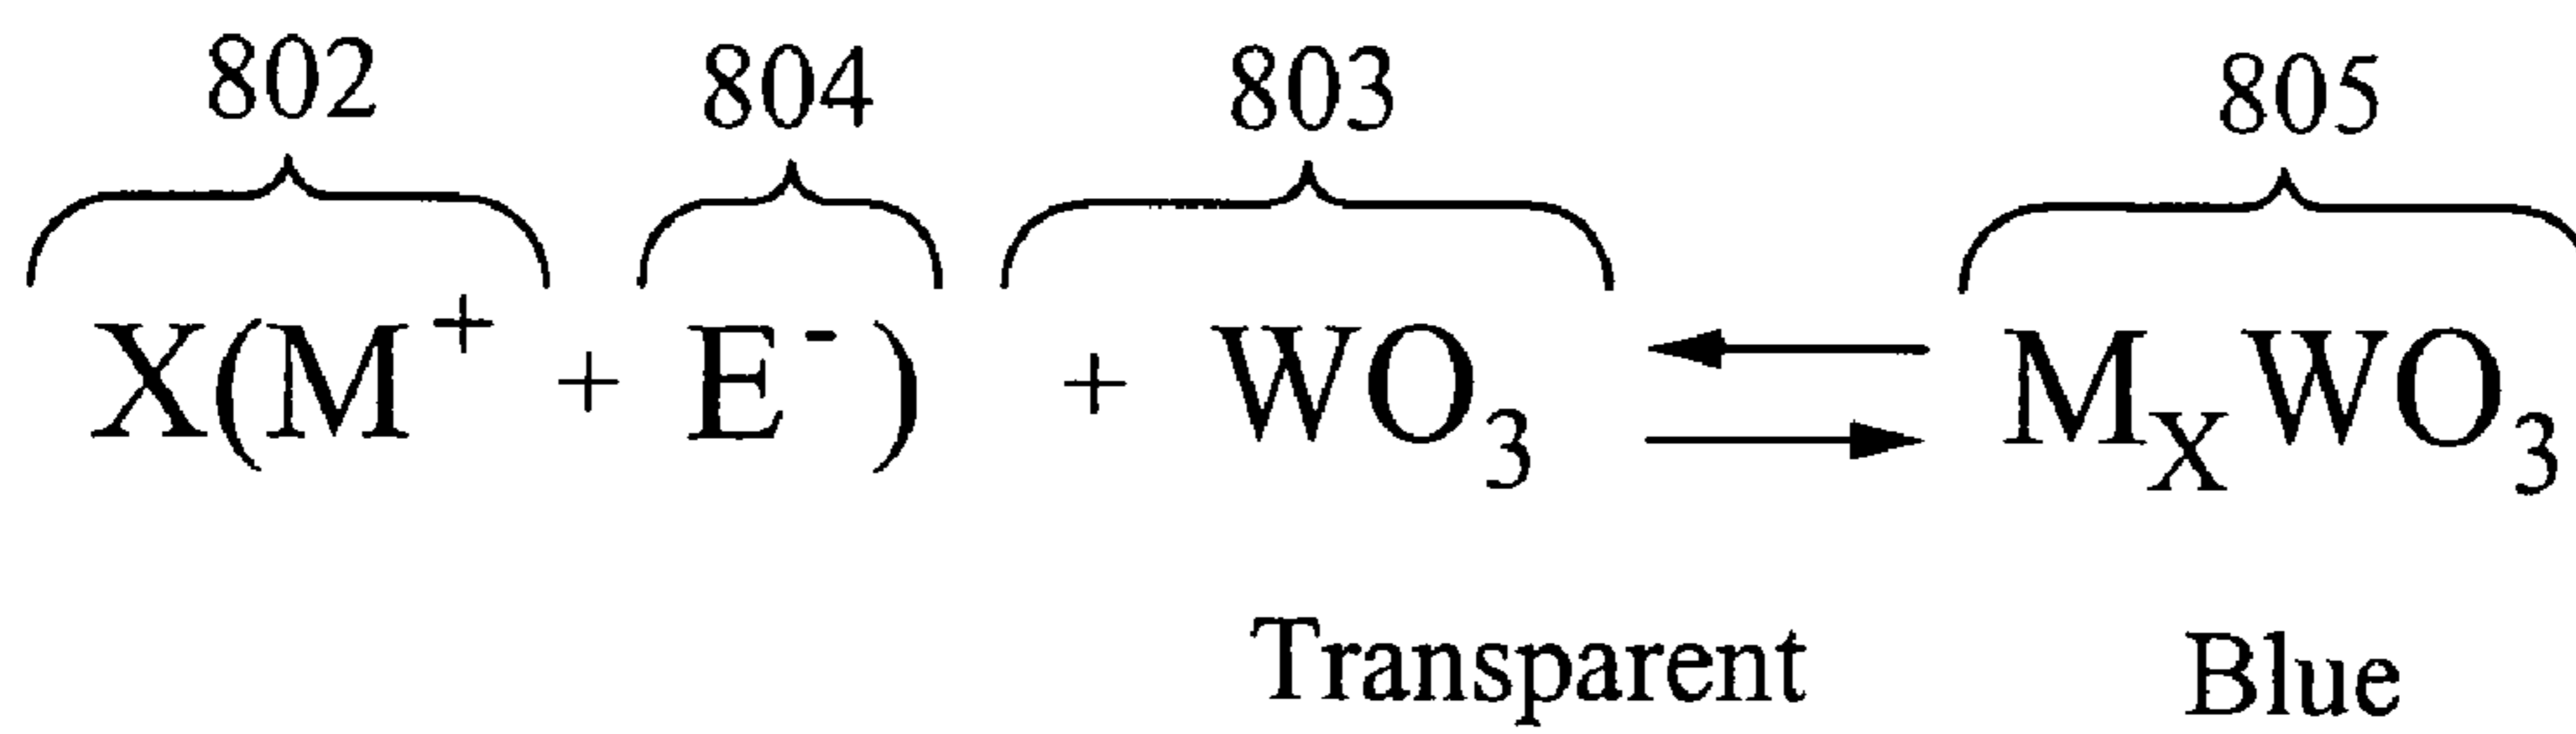 802 804 803 805
X(M⁺ + E⁻) + WO₃ ⇄ MₓWO₃
Transparent Blue